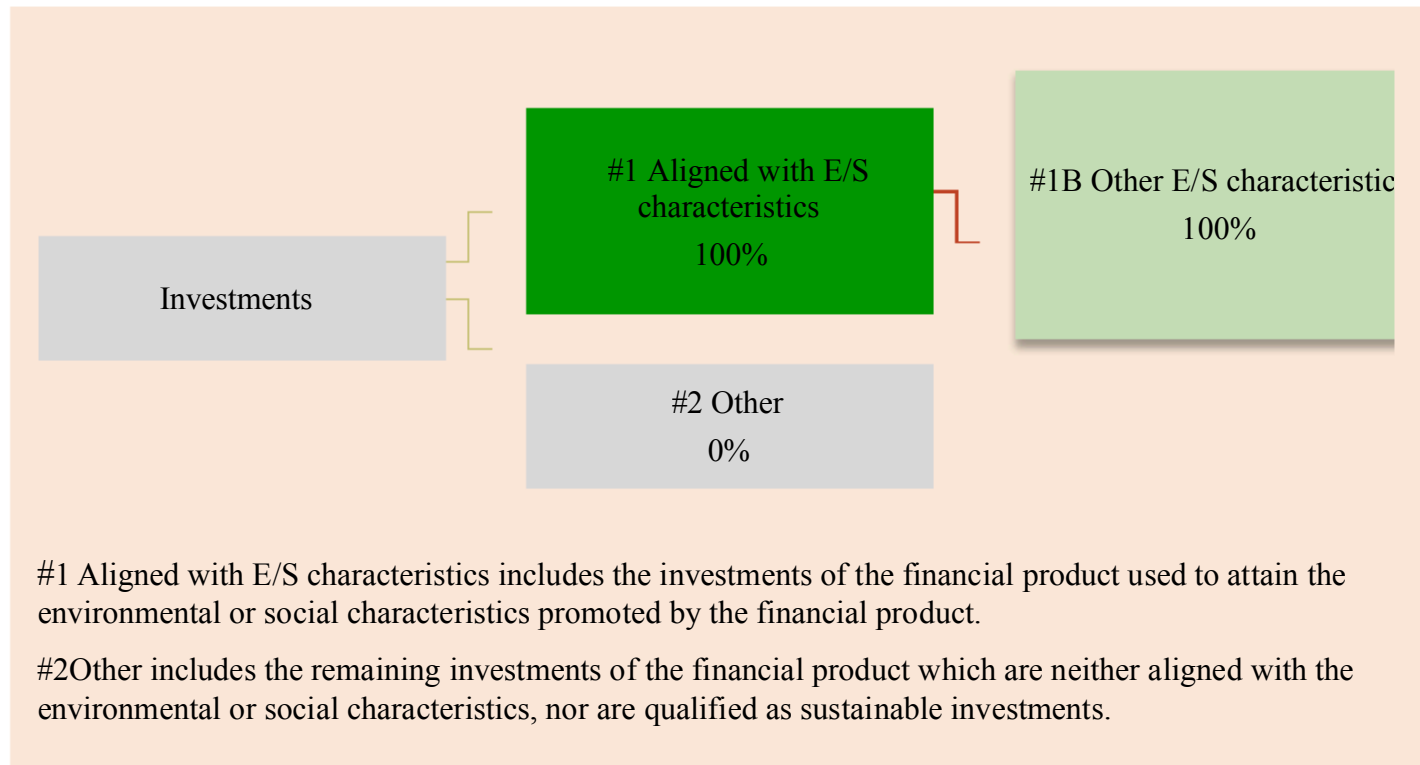 #1 Aligned with E/S
characteristics
100%
#1B Other E/S characteristic
100%
Investments
#2 Other
0%
#1 Aligned with E/S characteristics includes the investments of the financial product used to attain the
environmental or social characteristics promoted by the financial product.
#2Other includes the remaining investments of the financial product which are neither aligned with the
environmental or social characteristics, nor are qualified as sustainable investments.